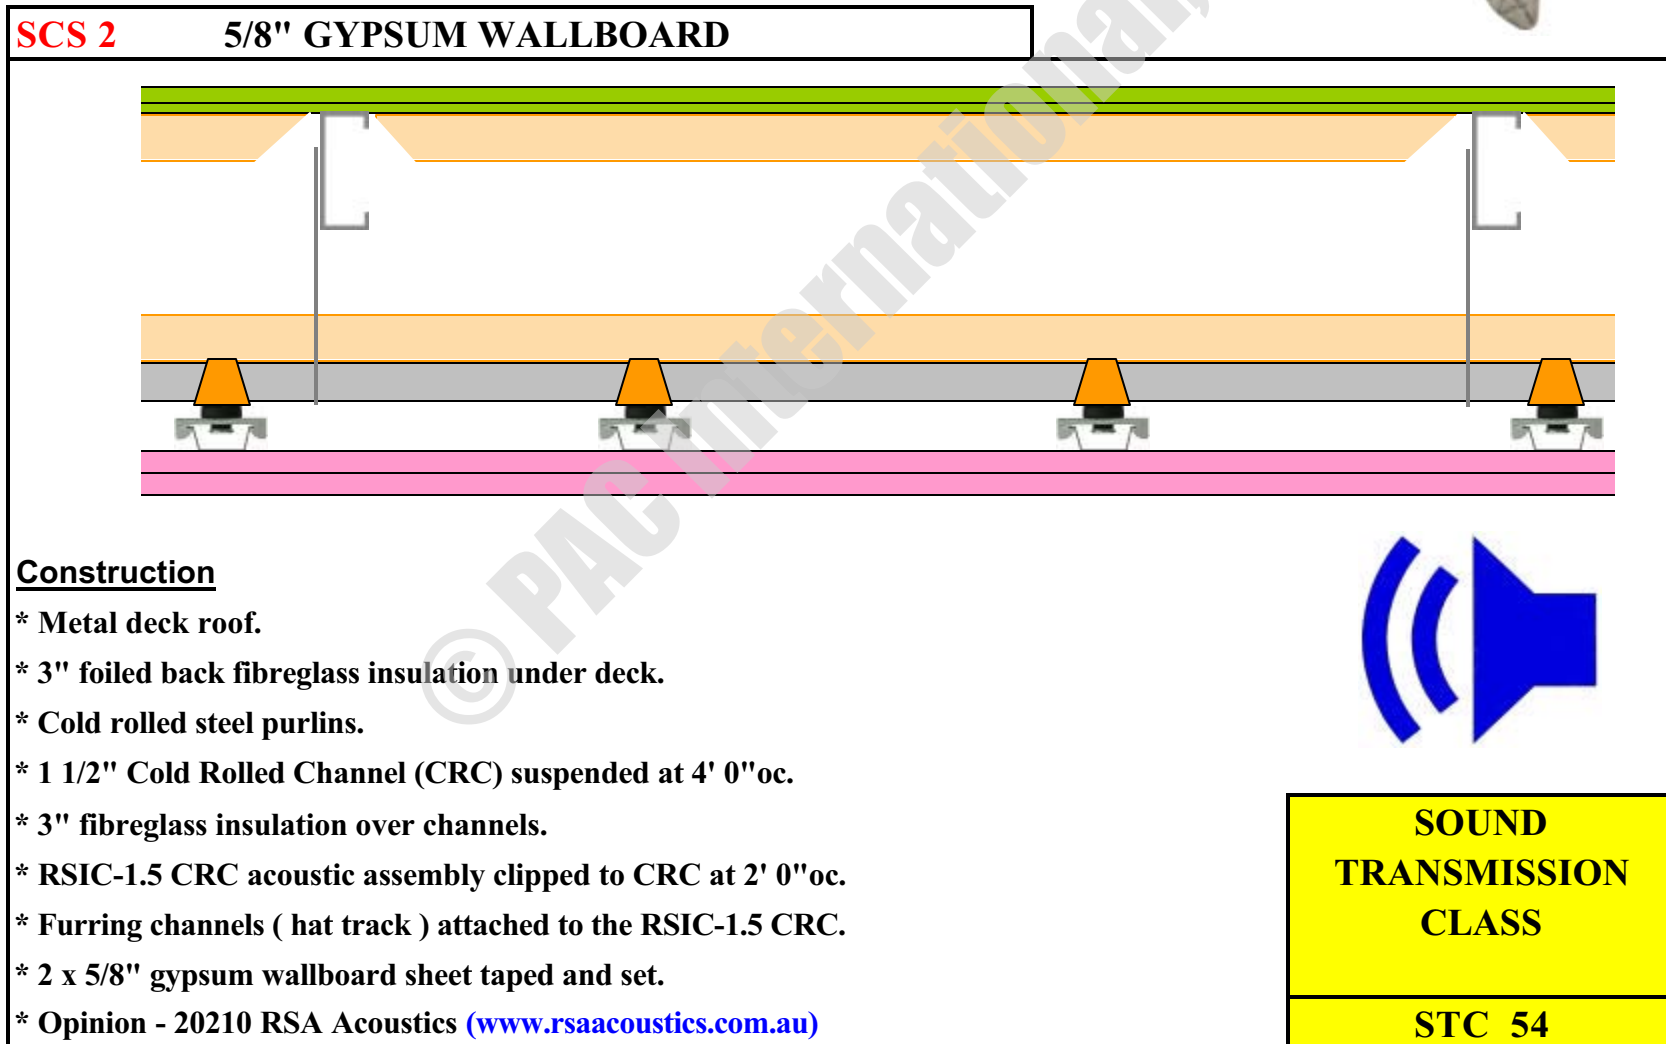 SCS 2 5/8" GYPSUM WALLBOARD
© PAC International,
Construction
* Metal deck roof.
* 3" foiled back fibreglass insulation under deck.
* Cold rolled steel purlins.
* 1 1/2" Cold Rolled Channel (CRC) suspended at 4' 0"oc.
* 3" fibreglass insulation over channels.
* RSIC-1.5 CRC acoustic assembly clipped to CRC at 2' 0"oc.
* Furring channels ( hat track ) attached to the RSIC-1.5 CRC.
* 2 x 5/8" gypsum wallboard sheet taped and set.
* Opinion - 20210 RSA Acoustics (www.rsaacoustics.com.au)
SOUND
TRANSMISSION
CLASS
STC 54